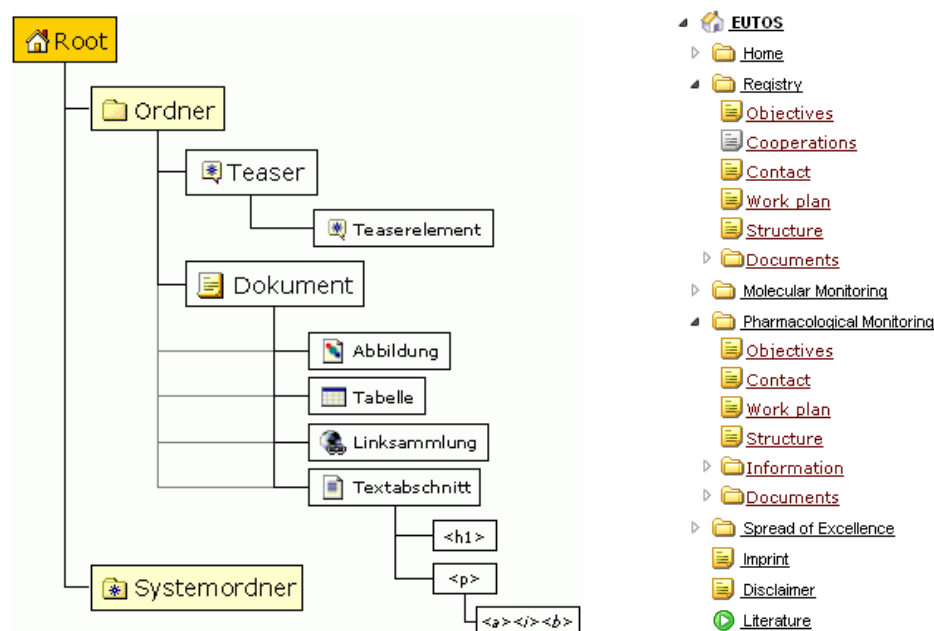 Root
Ordner
Teaser
Teaserelement
Dokument
Abbildung
Tabelle
Linksammlung
Textabschnitt
<h1>
<p>
<a><i><b>
Systemordner
EUTOS
Home
Registry
Objectives
Cooperations
Contact
Work plan
Structure
Documents
Molecular Monitoring
Pharmacological Monitoring
Objectives
Contact
Work plan
Structure
Information
Documents
Spread of Excellence
Imprint
Disclaimer
Literature